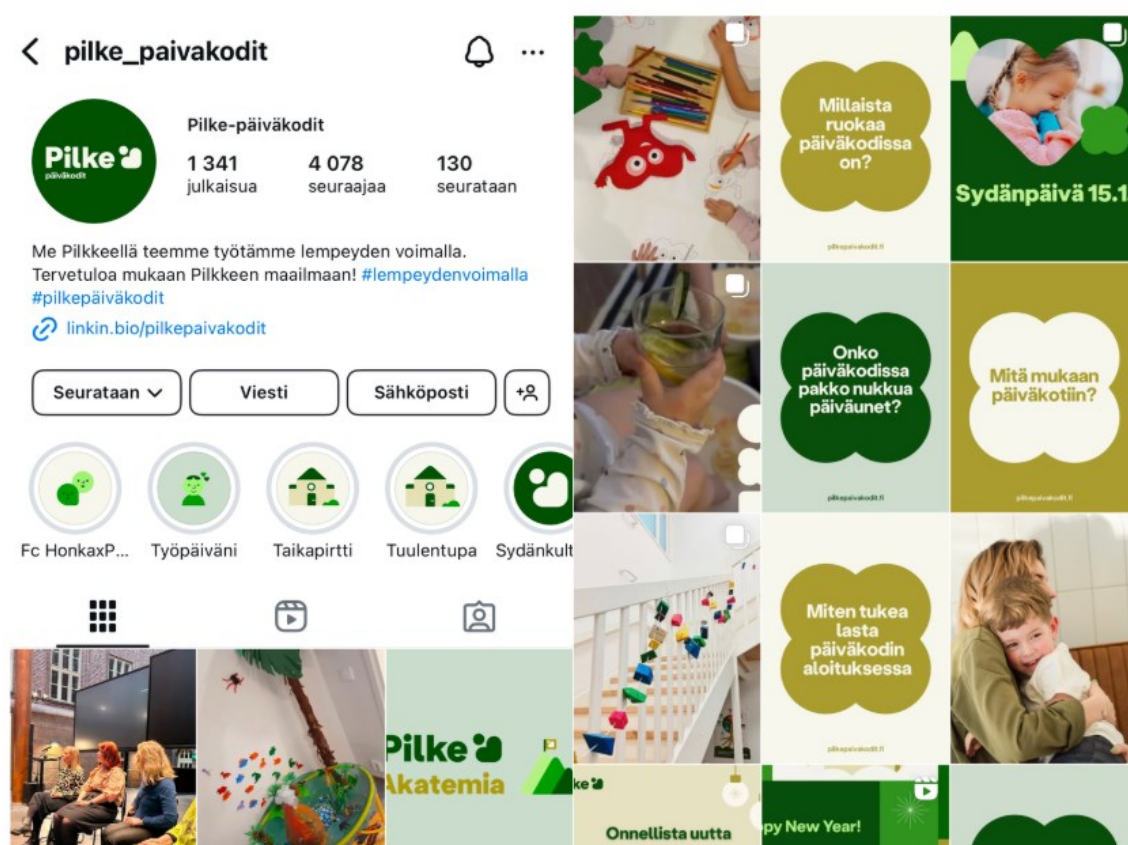 pilke_paivakodit
Pilke
päiväkodit
Pilke-päiväkodit
1 341
julkaisua
4 078
seuraajaa
130
seurataan
Me Pilkkeellä teemme työtämme lempeyden voimalla.
Tervetuloa mukaan Pilkkeen maailmaan! #lempeydenvoimalla
#pilkepäiväkodit
linkin.bio/pilkepaivakodit
Seurataan
Viesti
Sähköposti
Fc HonkaxP...
Työpäiväni
Taikapirtti
Tuulentupa
Sydänkult
Pilke
Akatemia
Millaista
ruokaa
päiväkodissa
on?
pilkepaivakodit.fi
Sydänpäivä 15.1
Onko
päiväkodissa
pakko nukkua
päiväunet?
pilkepaivakodit.fi
Mitä mukaan
päiväkotiin?
pilkepaivakodit.fi
Miten tukea
lasta
päiväkodin
aloituksessa
pilkepaivakodit.fi
ke
Onnellista uutta
py New Year!